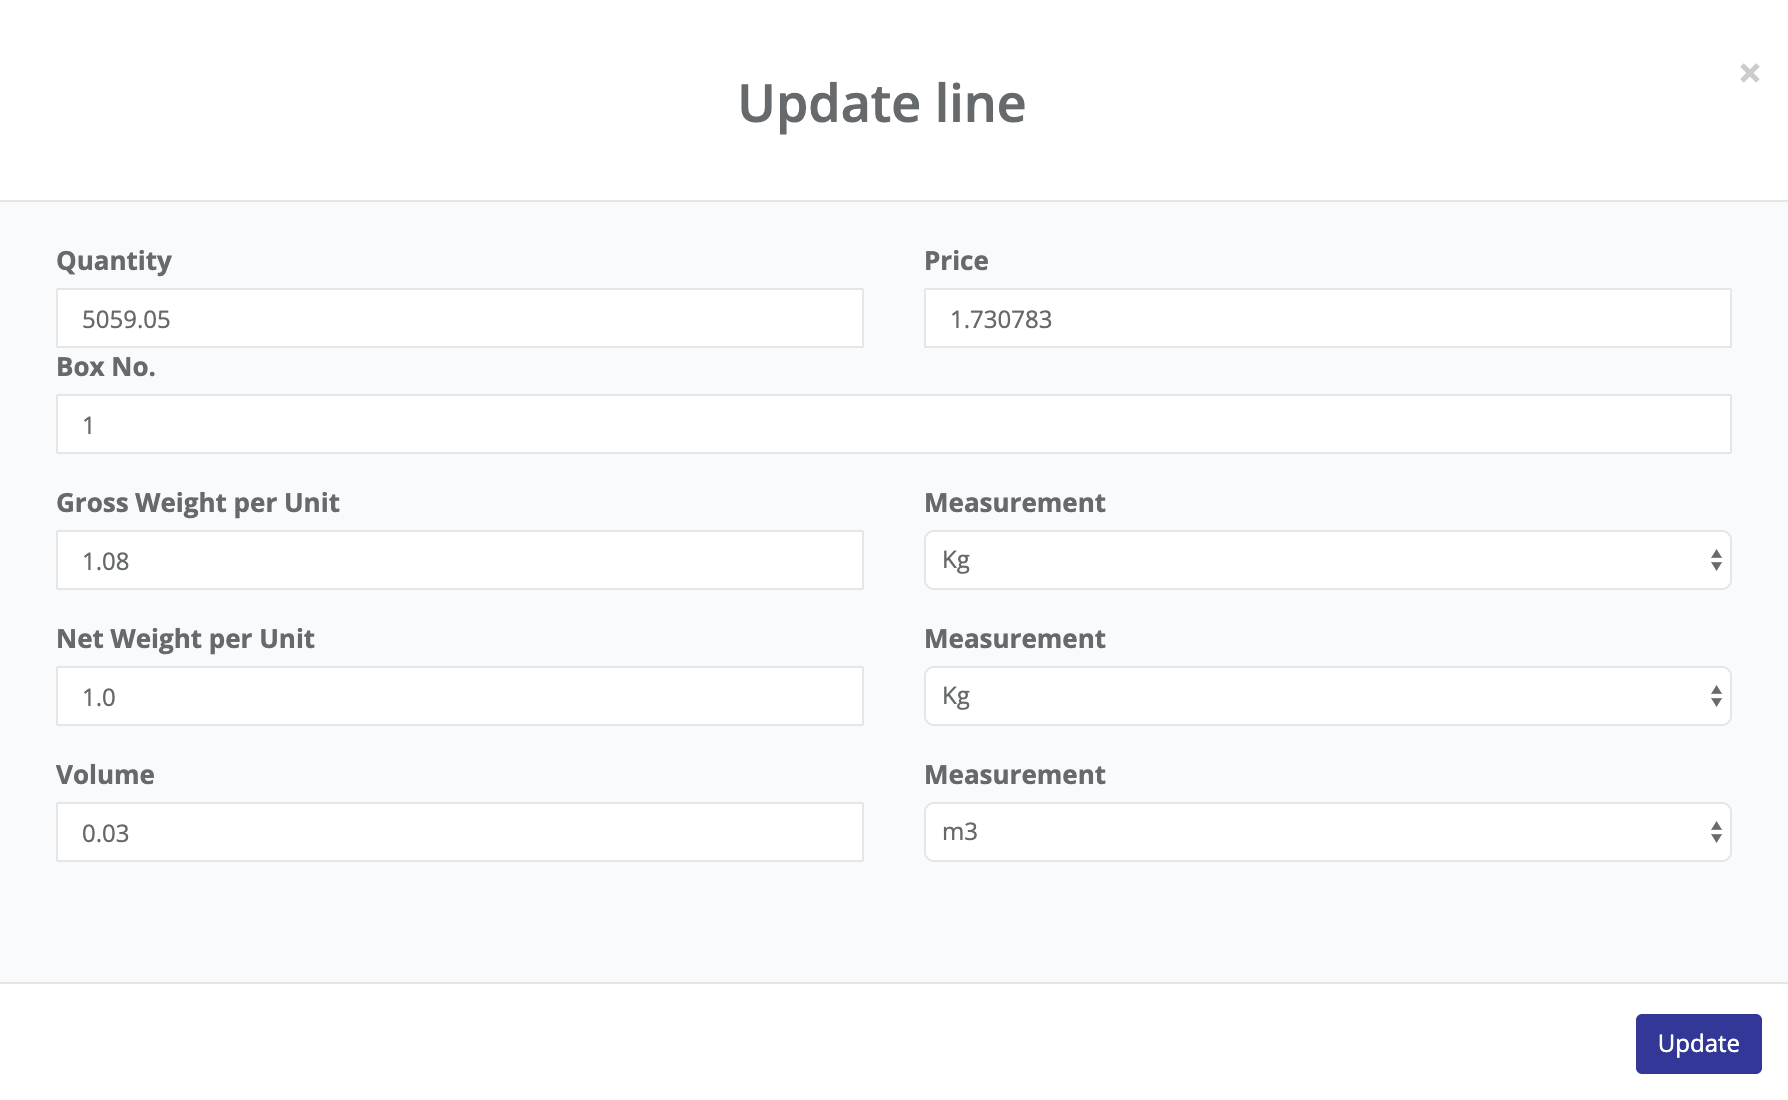 ×
Update line
Quantity
Price
5059.05
1.730783
Box No.
1
Gross Weight per Unit
Measurement
1.08
Kg
Net Weight per Unit
Measurement
1.0
Kg
Volume
Measurement
0.03
m3
Update